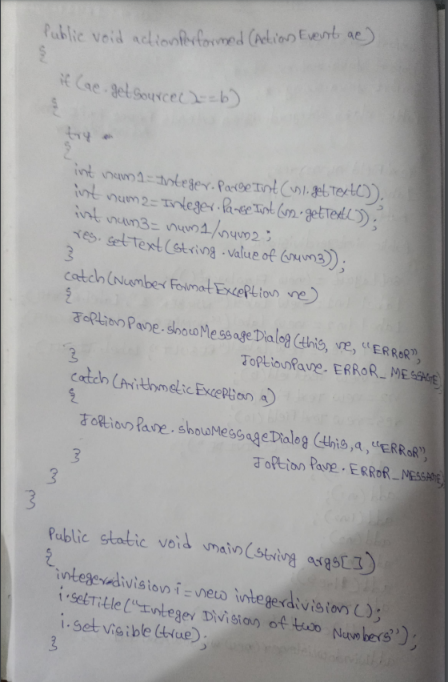 Public void actionPerformed(ActionEvent ae)
{
if(ae.getsource()==b)
{
try
{
int num1=Integer.ParseInt(n1.getText());
int num2=Integer.ParseInt(n2.getText());
int num3=num1/num2;
res.setText(string.valueof(num3));
}
catch(NumberFormatException ne)
{
JoptionPane.showMessageDialog(this, ne, "ERROR",
JoptionPane.ERROR_MESSAGE)
}
catch(ArithmeticException a)
{
JoptionPane.showMessageDialog(this,a,"ERROR",
JoptionPane.ERROR_MESSAGE)
}
}
}
Public static void main(string args[])
{
integerdivision i=new integerdivision();
i.setTitle("Integer Division of two Numbers");
i.setvisible(true);
}